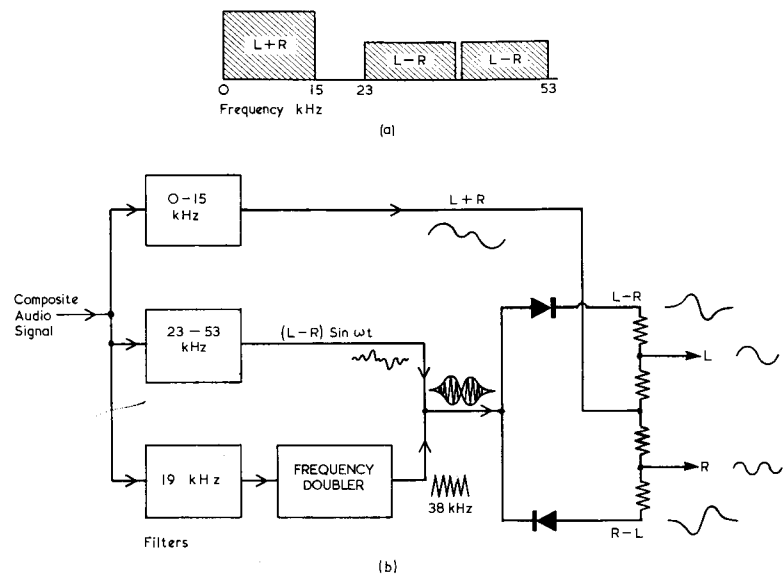 L+R
L−R
L−R
0
15
23
53
Frequency kHz
(a)
0−15
kHz
L+R
Composite
Audio
Signal
23−53
kHz
(L−R) Sin ωt
L−R
L
19 kHz
FREQUENCY
DOUBLER
38 kHz
R
R−L
Filters
(b)